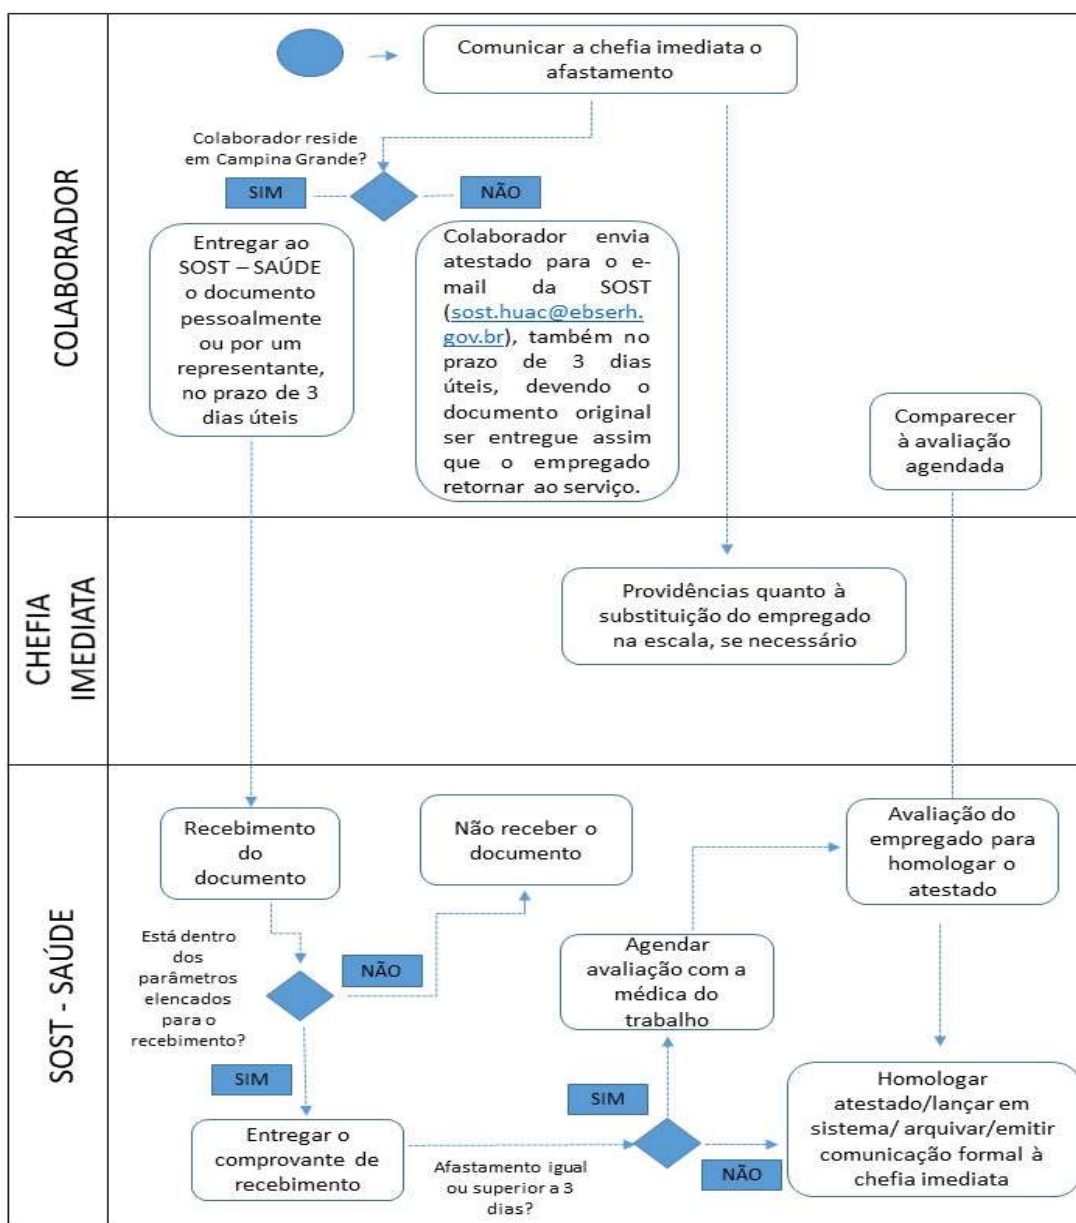 COLABORADOR
Comunicar a chefia imediata o
afastamento
Colaborador reside
em Campina Grande?
SIM
NÃO
Entregar ao
SOST – SAÚDE
o documento
pessoalmente
ou por um
representante,
no prazo de 3
dias úteis
Colaborador envia
atestado para o e-
mail da SOST
(sost.huac@ebserh.
gov.br), também no
prazo de 3 dias
úteis, devendo o
documento original
ser entregue assim
que o empregado
retornar ao serviço.
Comparecer
à avaliação
agendada
CHEFIA
IMEDIATA
Providências quanto à
substituição do empregado
na escala, se necessário
SOST - SAÚDE
Recebimento
do
documento
Não receber o
documento
Avaliação do
empregado para
homologar o
atestado
Está dentro
dos
parâmetros
elencados
para o
recebimento?
NÃO
Agendar
avaliação com a
médica do
trabalho
SIM
SIM
Entregar o
comprovante de
recebimento
Afastamento igual
ou superior a 3
dias?
NÃO
Homologar
atestado/lançar em
sistema/ arquivar/emitir
comunicação formal à
chefia imediata